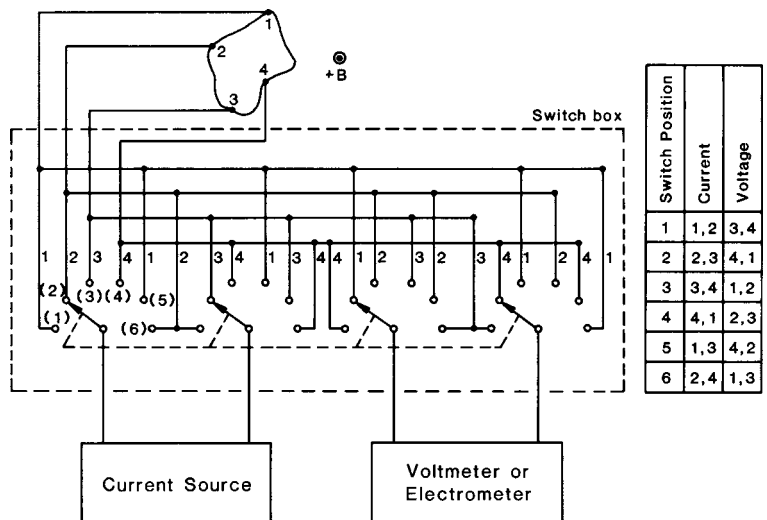 1
2
4
3
+B
Switch box
1 2 3 4 1 2 3 4 1 3 4 4 1 2 3 2 3 4 1 2 4 1
(2) (3) (4) (5)
(1) (6)
Current Source
Voltmeter or
Electrometer
Switch Position Current Voltage
1 1,2 3,4
2 2,3 4,1
3 3,4 1,2
4 4,1 2,3
5 1,3 4,2
6 2,4 1,3